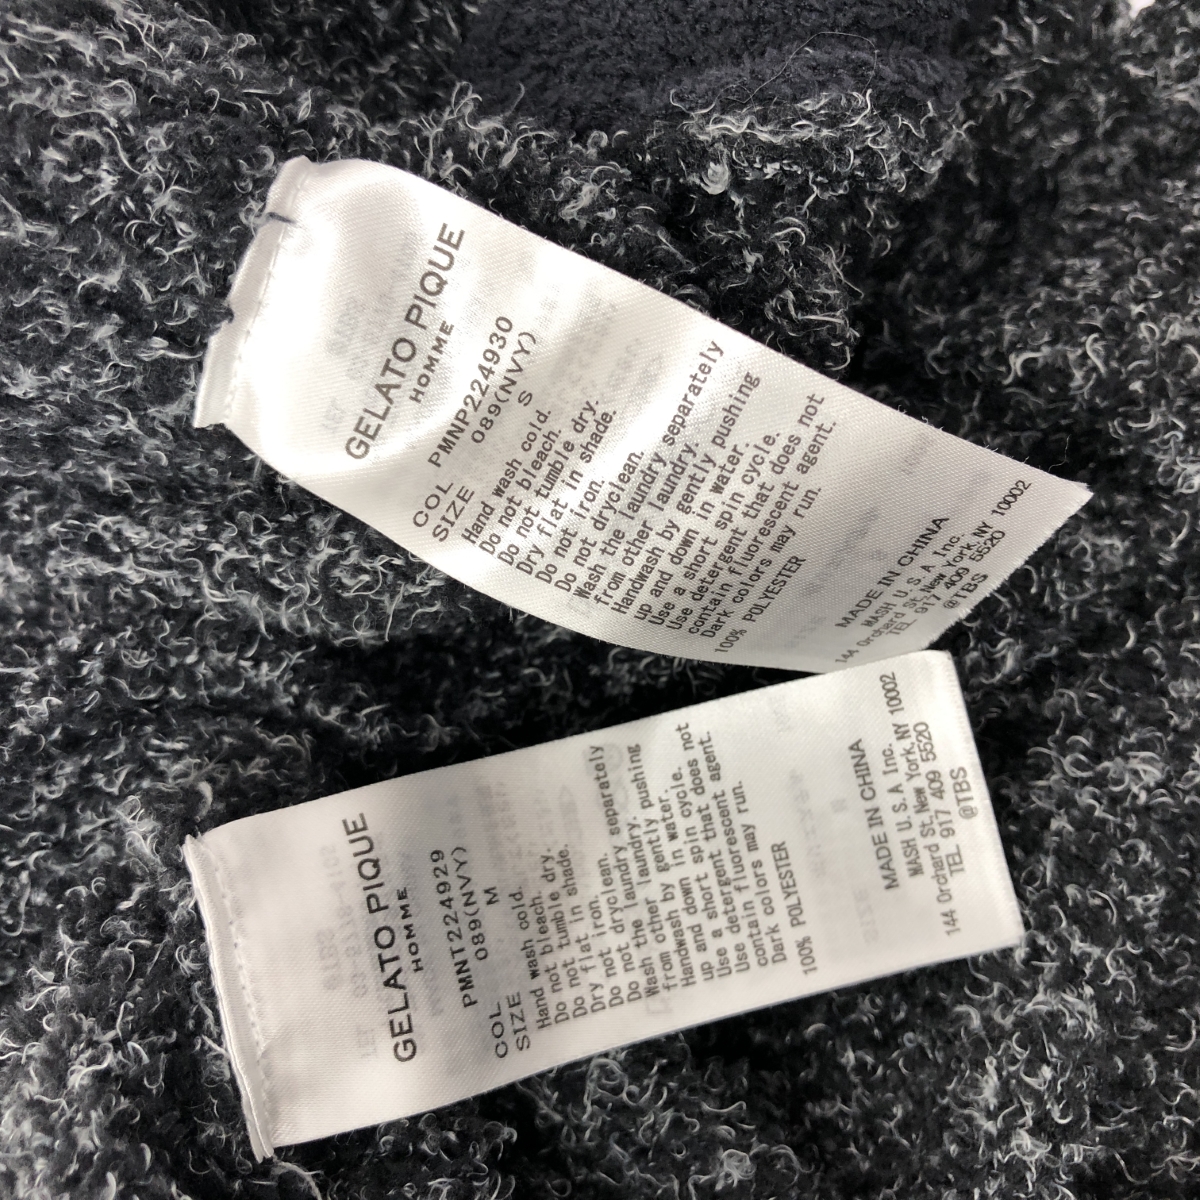 GELATO PIQUE
HOMME
PMNP224930
COL 089(NVY)
SIZE S
Hand wash cold.
Do not bleach.
Do not tumble dry.
Dry flat in shade.
Do not iron.
Do not dryclean.
Wash the laundry separately
from other laundry.
Handwash by gently pushing
up and down in water.
Use a short spin cycle.
Use detergent that does not
contain fluorescent agent.
Dark colors may run.
100% POLYESTER
MADE IN CHINA
MASH U.S.A Inc.
144 Orchard St, New York, NY 10002
TEL 917 409 5520
@TBS
GELATO PIQUE
HOMME
PMNT224929
COL 089(NVY)
SIZE M
Hand wash cold.
Do not bleach.
Do not tumble dry.
Dry flat in shade.
Do not iron.
Do not dryclean.
Wash the laundry separately
from other laundry.
Handwash by gently pushing
up and down in water.
Use a short spin cycle.
Use detergent that does not
contain fluorescent agent.
Dark colors may run.
100% POLYESTER
MADE IN CHINA
MASH U.S.A Inc.
144 Orchard St, New York, NY 10002
TEL 917 409 5520
@TBS